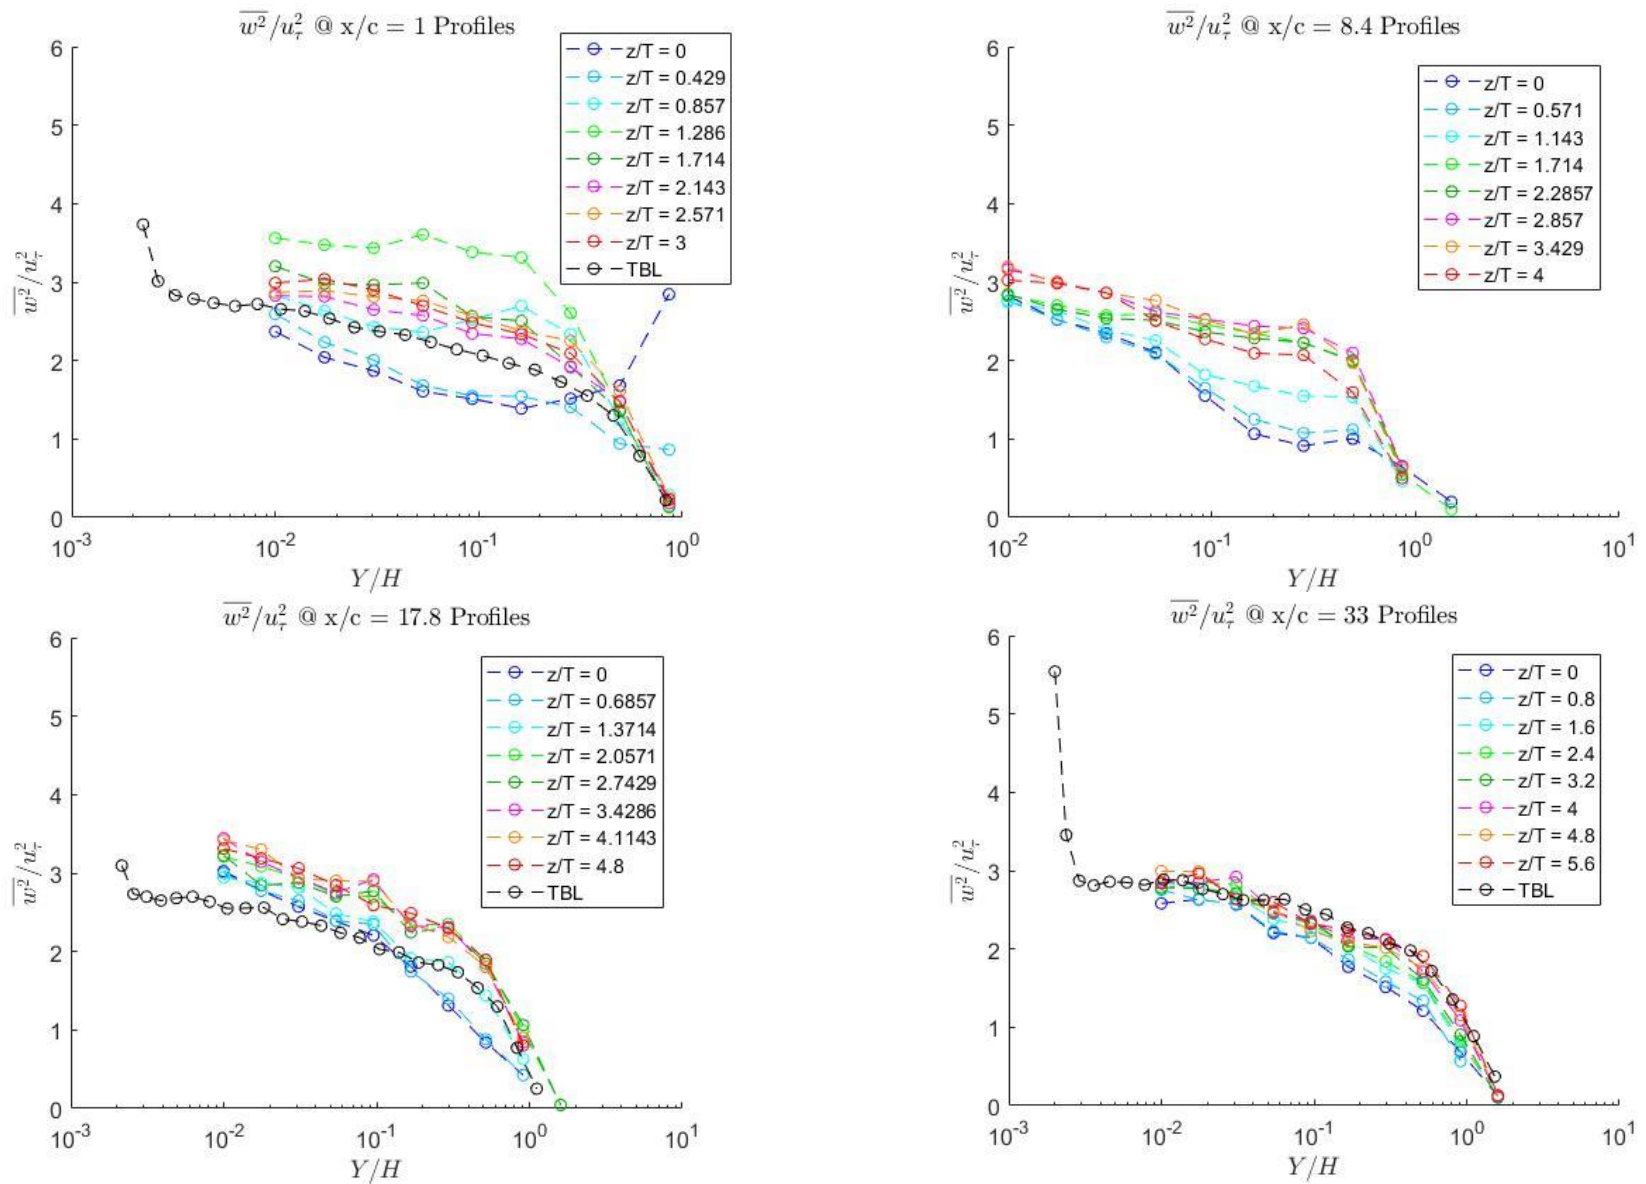 w²/u²τ @ x/c = 1 Profiles
6
5
4
3
2
1
0
w²/u²τ
10⁻³
10⁻²
10⁻¹
10⁰
Y/H
z/T = 0
z/T = 0.429
z/T = 0.857
z/T = 1.286
z/T = 1.714
z/T = 2.143
z/T = 2.571
z/T = 3
TBL
w²/u²τ @ x/c = 8.4 Profiles
6
5
4
3
2
1
0
w²/u²τ
10⁻²
10⁻¹
10⁰
10¹
Y/H
z/T = 0
z/T = 0.571
z/T = 1.143
z/T = 1.714
z/T = 2.2857
z/T = 2.857
z/T = 3.429
z/T = 4
w²/u²τ @ x/c = 17.8 Profiles
6
5
4
3
2
1
0
w²/u²τ
10⁻³
10⁻²
10⁻¹
10⁰
10¹
Y/H
z/T = 0
z/T = 0.6857
z/T = 1.3714
z/T = 2.0571
z/T = 2.7429
z/T = 3.4286
z/T = 4.1143
z/T = 4.8
TBL
w²/u²τ @ x/c = 33 Profiles
6
5
4
3
2
1
0
w²/u²τ
10⁻³
10⁻²
10⁻¹
10⁰
10¹
Y/H
z/T = 0
z/T = 0.8
z/T = 1.6
z/T = 2.4
z/T = 3.2
z/T = 4
z/T = 4.8
z/T = 5.6
TBL